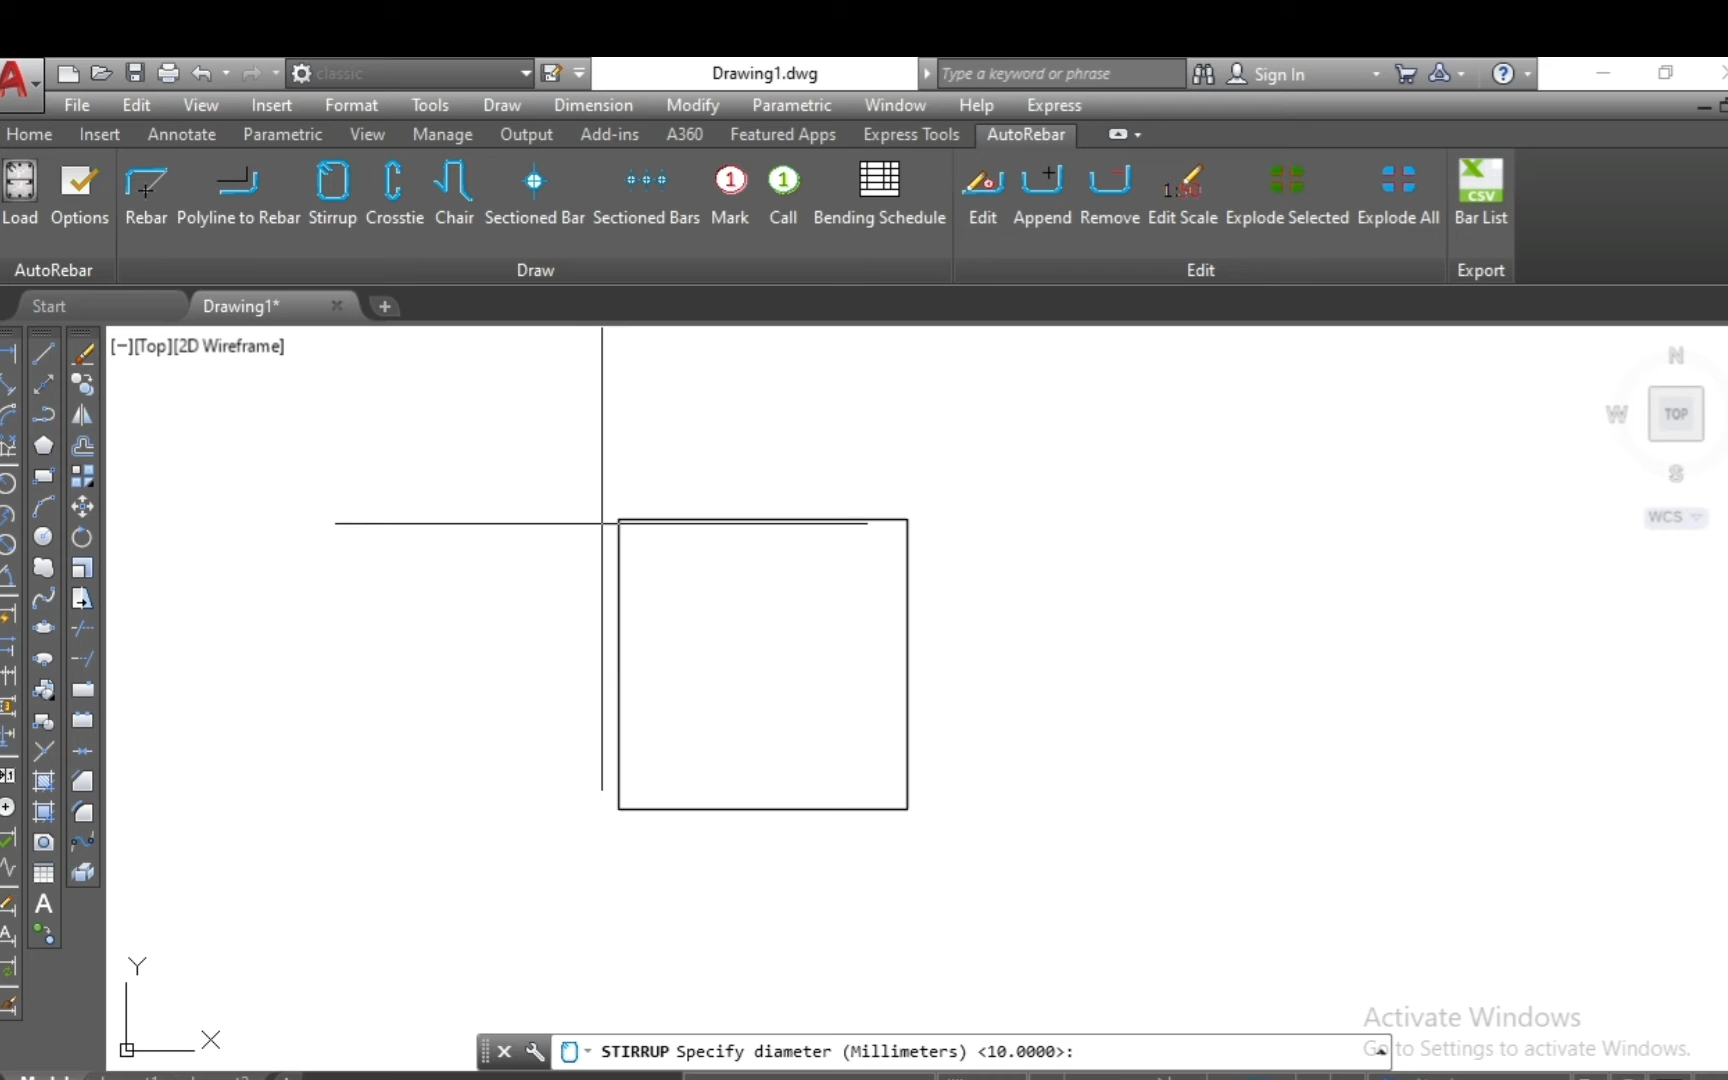 classic
Drawing1.dwg
Type a keyword or phrase
Sign In
File Edit View Insert Format Tools Draw Dimension Modify Parametric Window Help Express
Home Insert Annotate Parametric View Manage Output Add-ins A360 Featured Apps Express Tools AutoRebar
Load Options Rebar Polyline to Rebar Stirrup Crosstie Chair Sectioned Bar Sectioned Bars Mark Call Bending Schedule Edit Append Remove Edit Scale Explode Selected Explode All Bar List
AutoRebar Draw Edit Export
Start Drawing1*
[−][Top][2D Wireframe]
N
W TOP
S
WCS
Y
X
Activate Windows
Go to Settings to activate Windows.
STIRRUP Specify diameter (Millimeters) <10.0000>: